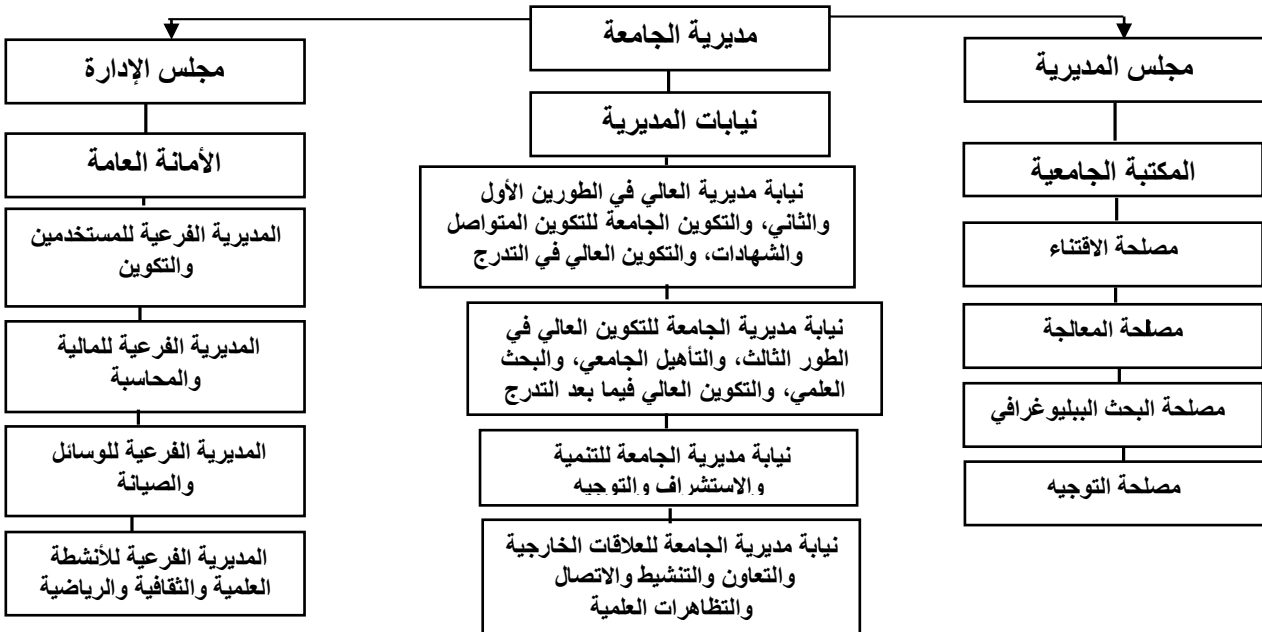 مديرية الجامعة
مجلس المديرية
المكتبة الجامعية
مصلحة الاقتناء
مصلحة المعالجة
مصلحة البحث الببليوغرافي
مصلحة التوجيه
نيابات المديرية
نيابة مديرية العالي في الطورين الأول
والثاني، والتكوين الجامعة للتكوين المتواصل
والشهادات، والتكوين العالي في التدرج
نيابة مديرية الجامعة للتكوين العالي في
الطور الثالث، والتأهيل الجامعي، والبحث
العلمي، والتكوين العالي فيما بعد التدرج
نيابة مديرية الجامعة للتنمية
والاستشراف والتوجيه
نيابة مديرية الجامعة للعلاقات الخارجية
والتعاون والتنشيط والاتصال
والتظاهرات العلمية
مجلس الإدارة
الأمانة العامة
المديرية الفرعية للمستخدمين
والتكوين
المديرية الفرعية للمالية
والمحاسبة
المديرية الفرعية للوسائل
والصيانة
المديرية الفرعية للأنشطة
العلمية والثقافية والرياضية